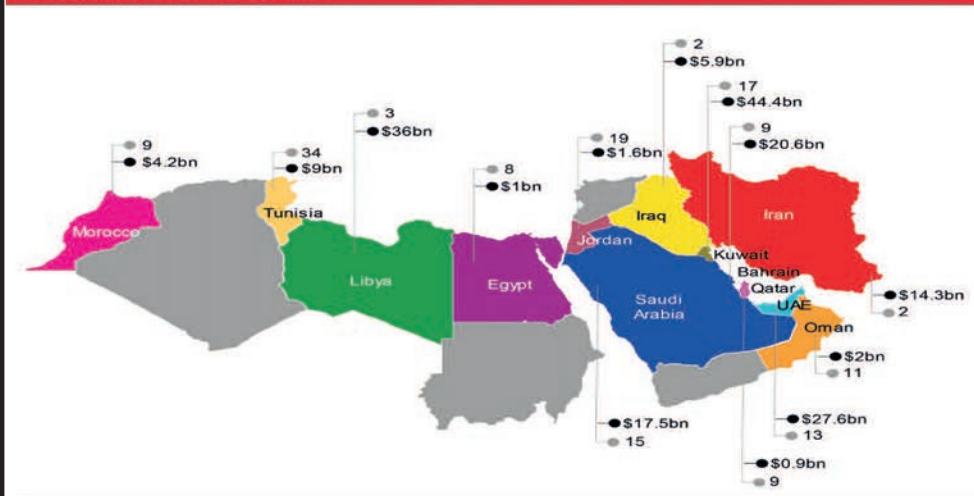 2
$5.9bn
17
$44.4bn
9
$20.6bn
3
$36bn
19
$1.6bn
9
$4.2bn
34
$9bn
8
$1bn
Morocco
Tunisia
Libya
Egypt
Jordan
Iraq
Iran
Kuwait
Bahrain
Qatar
UAE
Saudi
Arabia
Oman
$14.3bn
2
$2bn
11
$17.5bn
15
$27.6bn
13
$0.9bn
9